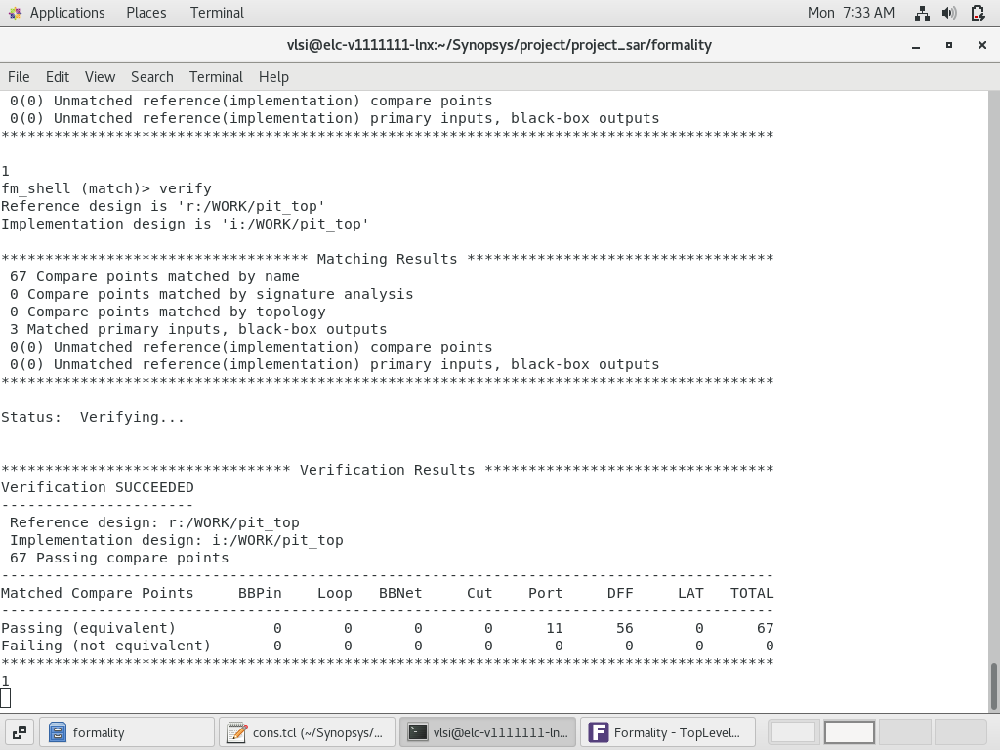 Applications Places Terminal Mon 7:33 AM
vlsi@elc-v1111111-lnx:~/Synopsys/project/project_sar/formality
File Edit View Search Terminal Help
0(0) Unmatched reference(implementation) compare points
0(0) Unmatched reference(implementation) primary inputs, black-box outputs
****************************************************************************************
1
fm_shell (match)> verify
Reference design is 'r:/WORK/pit_top'
Implementation design is 'i:/WORK/pit_top'
*********************************** Matching Results ***********************************
67 Compare points matched by name
0 Compare points matched by signature analysis
0 Compare points matched by topology
3 Matched primary inputs, black-box outputs
0(0) Unmatched reference(implementation) compare points
0(0) Unmatched reference(implementation) primary inputs, black-box outputs
****************************************************************************************
Status:  Verifying...
********************************* Verification Results *********************************
Verification SUCCEEDED
----------------------
Reference design: r:/WORK/pit_top
Implementation design: i:/WORK/pit_top
67 Passing compare points
----------------------------------------------------------------------------------------
Matched Compare Points     BBPin    Loop   BBNet     Cut    Port     DFF     LAT   TOTAL
----------------------------------------------------------------------------------------
Passing (equivalent)           0       0       0       0      11      56       0      67
Failing (not equivalent)       0       0       0       0       0       0       0       0
****************************************************************************************
1
formality cons.tcl (~/Synopsys/... vlsi@elc-v1111111-ln... Formality - TopLevel...